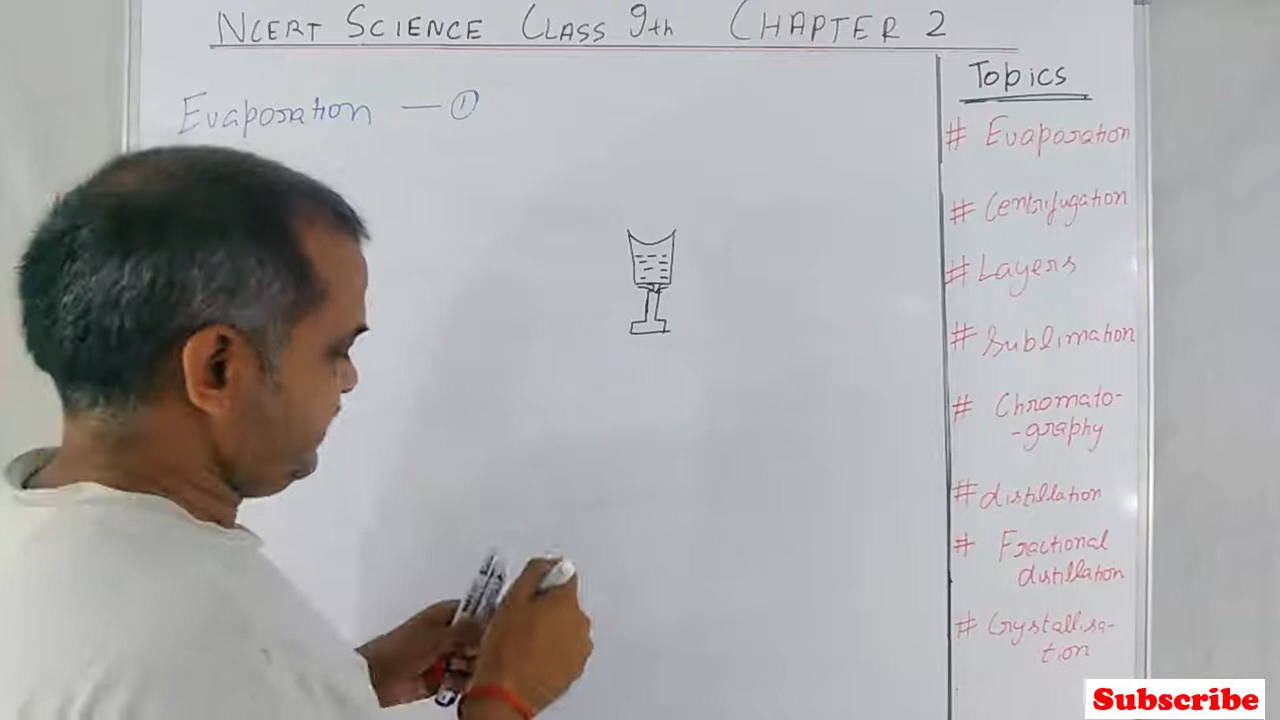 NCERT SCIENCE CLASS 9th CHAPTER 2
Evaporation — ①
Topics
# Evaporation
# Centrifugation
# Layers
# Sublimation
# Chromato-
-graphy
# distillation
# Fractional
distillation
# Crystallisa-
tion
Subscribe